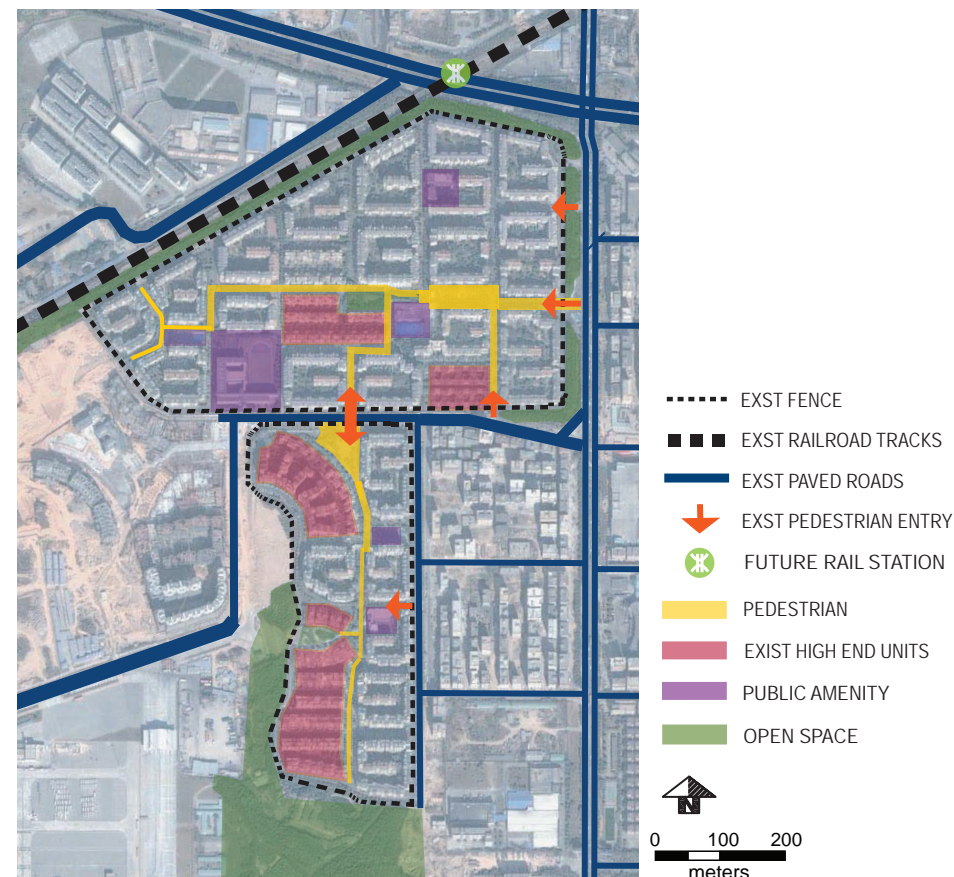 EXST FENCE
EXST RAILROAD TRACKS
EXST PAVED ROADS
EXST PEDESTRIAN ENTRY
FUTURE RAIL STATION
PEDESTRIAN
EXIST HIGH END UNITS
PUBLIC AMENITY
OPEN SPACE
N
0 100 200
meters